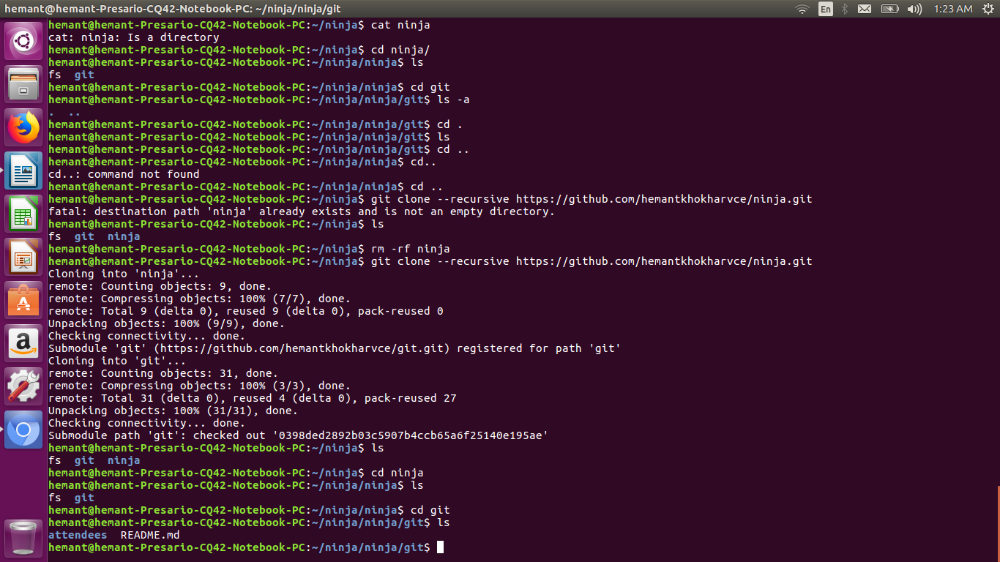 hemant@hemant-Presario-CQ42-Notebook-PC: ~/ninja/ninja/git
En
1:23 AM
hemant@hemant-Presario-CQ42-Notebook-PC:~/ninja$ cat ninja
cat: ninja: Is a directory
hemant@hemant-Presario-CQ42-Notebook-PC:~/ninja$ cd ninja/
hemant@hemant-Presario-CQ42-Notebook-PC:~/ninja/ninja$ ls
fs  git
hemant@hemant-Presario-CQ42-Notebook-PC:~/ninja/ninja$ cd git
hemant@hemant-Presario-CQ42-Notebook-PC:~/ninja/ninja/git$ ls -a
.  ..
hemant@hemant-Presario-CQ42-Notebook-PC:~/ninja/ninja/git$ cd .
hemant@hemant-Presario-CQ42-Notebook-PC:~/ninja/ninja/git$ ls
hemant@hemant-Presario-CQ42-Notebook-PC:~/ninja/ninja/git$ cd ..
hemant@hemant-Presario-CQ42-Notebook-PC:~/ninja/ninja$ cd..
cd..: command not found
hemant@hemant-Presario-CQ42-Notebook-PC:~/ninja/ninja$ cd ..
hemant@hemant-Presario-CQ42-Notebook-PC:~/ninja$ git clone --recursive https://github.com/hemantkhokharvce/ninja.git
fatal: destination path 'ninja' already exists and is not an empty directory.
hemant@hemant-Presario-CQ42-Notebook-PC:~/ninja$ ls
fs  git  ninja
hemant@hemant-Presario-CQ42-Notebook-PC:~/ninja$ rm -rf ninja
hemant@hemant-Presario-CQ42-Notebook-PC:~/ninja$ git clone --recursive https://github.com/hemantkhokharvce/ninja.git
Cloning into 'ninja'...
remote: Counting objects: 9, done.
remote: Compressing objects: 100% (7/7), done.
remote: Total 9 (delta 0), reused 9 (delta 0), pack-reused 0
Unpacking objects: 100% (9/9), done.
Checking connectivity... done.
Submodule 'git' (https://github.com/hemantkhokharvce/git.git) registered for path 'git'
Cloning into 'git'...
remote: Counting objects: 31, done.
remote: Compressing objects: 100% (3/3), done.
remote: Total 31 (delta 0), reused 4 (delta 0), pack-reused 27
Unpacking objects: 100% (31/31), done.
Checking connectivity... done.
Submodule path 'git': checked out '0398ded2892b03c5907b4ccb65a6f25140e195ae'
hemant@hemant-Presario-CQ42-Notebook-PC:~/ninja$ ls
fs  git  ninja
hemant@hemant-Presario-CQ42-Notebook-PC:~/ninja$ cd ninja
hemant@hemant-Presario-CQ42-Notebook-PC:~/ninja/ninja$ ls
fs  git
hemant@hemant-Presario-CQ42-Notebook-PC:~/ninja/ninja$ cd git
hemant@hemant-Presario-CQ42-Notebook-PC:~/ninja/ninja/git$ ls
attendees  README.md
hemant@hemant-Presario-CQ42-Notebook-PC:~/ninja/ninja/git$